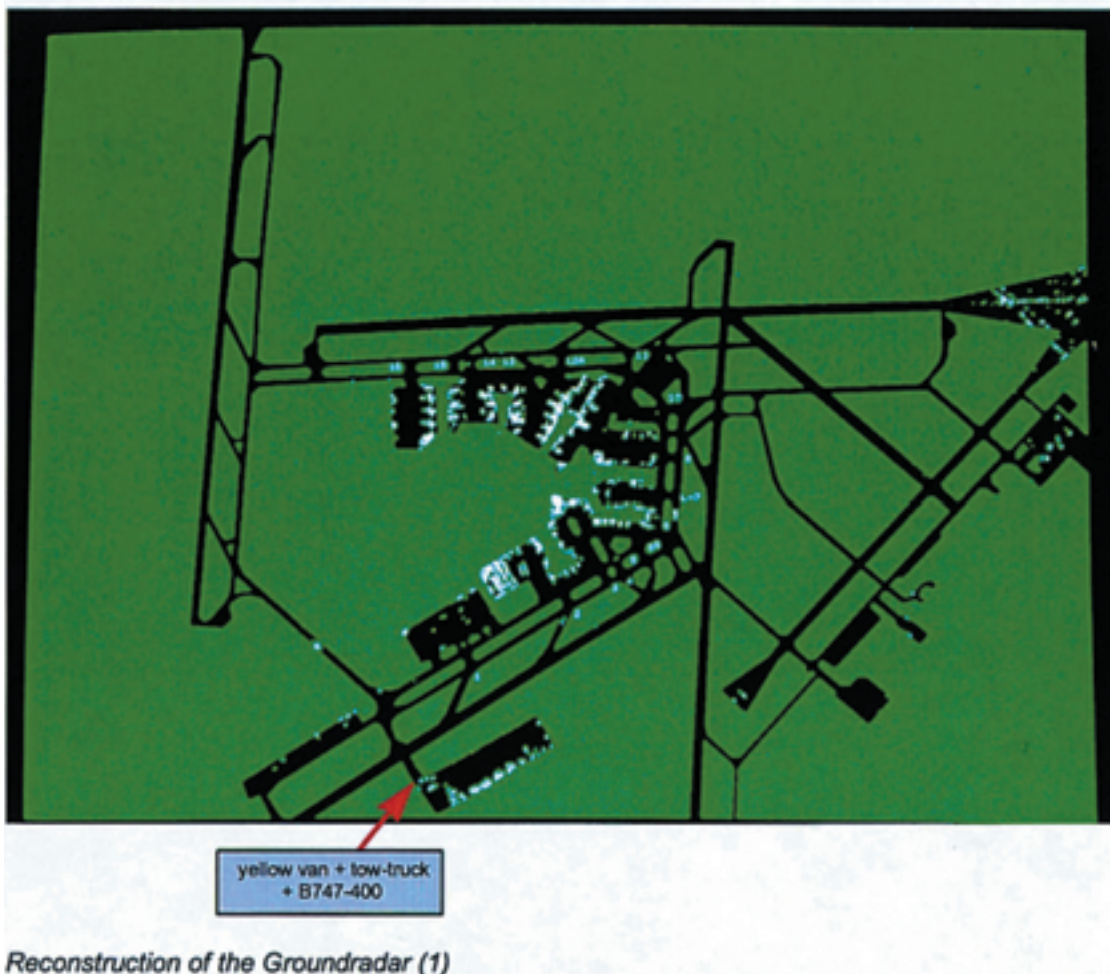 yellow van + tow-truck
+ B747-400
Reconstruction of the Groundradar (1)